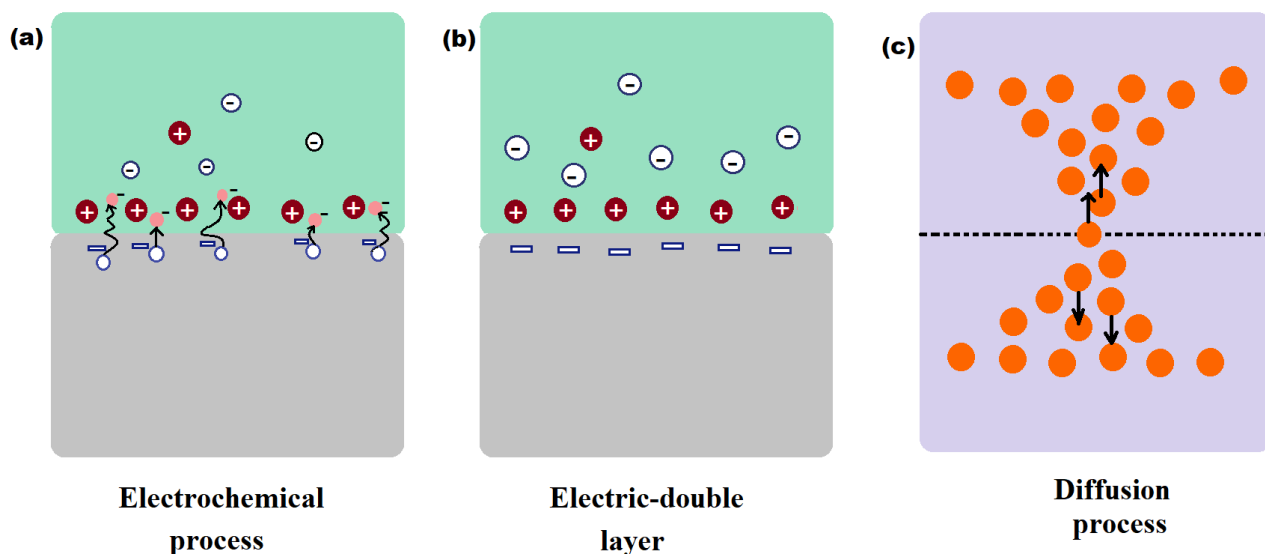 (a)
(b)
(c)
Electrochemical
process
Electric-double
layer
Diffusion
process